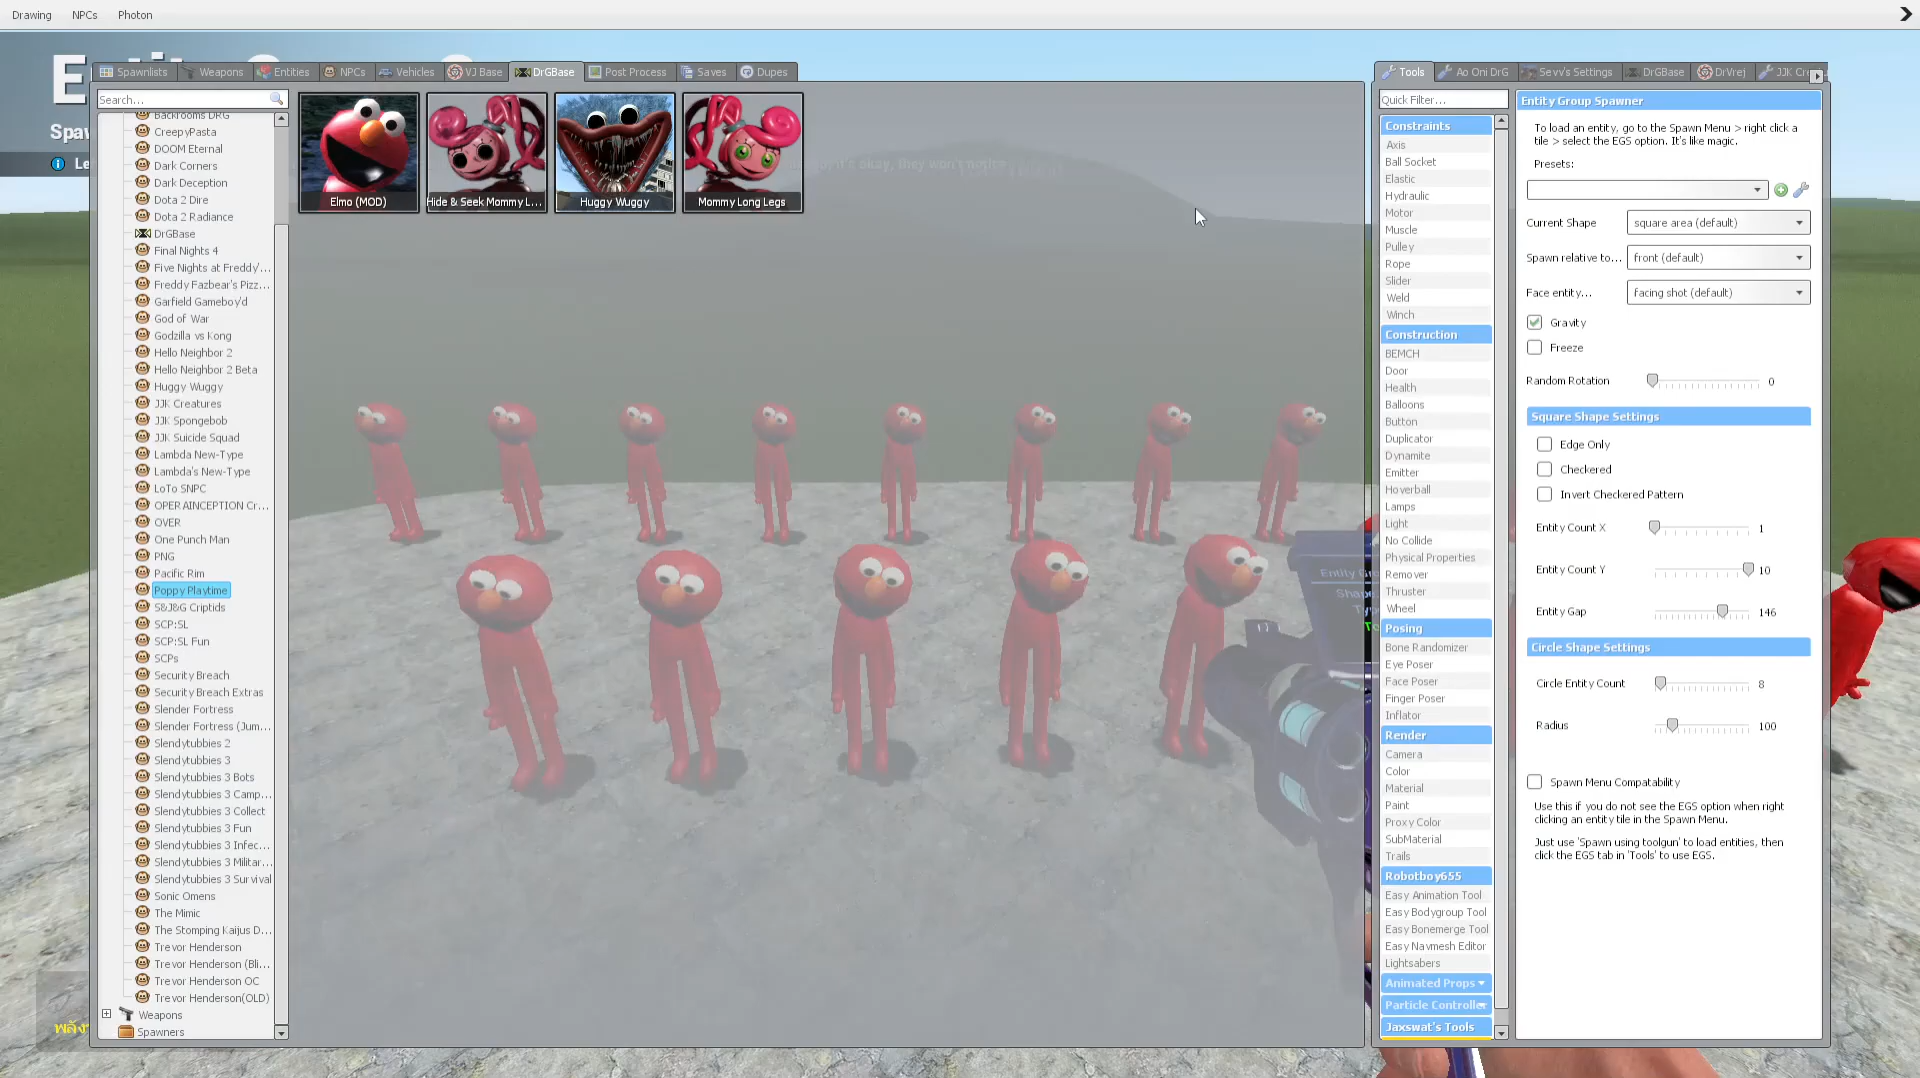 Drawing NPCs Photon
Spawnlists Weapons Entities NPCs Vehicles VJ Base DrGBase Post Process Saves Dupes
Search...
Backrooms DRG
CreepyPasta
DOOM Eternal
Dark Corners
Dark Deception
Dota 2 Dire
Dota 2 Radiance
DrGBase
Final Nights 4
Five Nights at Freddy'...
Freddy Fazbear's Pizz...
Garfield Gameboy'd
God of War
Godzilla vs Kong
Hello Neighbor 2
Hello Neighbor 2 Beta
Huggy Wuggy
JJK Creatures
JJK Spongebob
JJK Suicide Squad
Lambda New-Type
Lambda's New-Type
LoTo SNPC
OPERAINCEPTION Cr...
OVER
One Punch Man
PNG
Pacific Rim
Poppy Playtime
S&J&G Criptids
SCP:SL
SCP:SL Fun
SCPs
Security Breach
Security Breach Extras
Slender Fortress
Slender Fortress (Jum...
Slendytubbies 2
Slendytubbies 3
Slendytubbies 3 Bots
Slendytubbies 3 Camp...
Slendytubbies 3 Collect
Slendytubbies 3 Fun
Slendytubbies 3 Infec...
Slendytubbies 3 Militar...
Slendytubbies 3 Survival
Sonic Omens
The Mimic
The Stomping Kaijus D...
Trevor Henderson
Trevor Henderson (Bli...
Trevor Henderson OC
Trevor Henderson(OLD)
Weapons
Spawners
Elmo (MOD)
Hide & Seek Mommy L...
Huggy Wuggy
Mommy Long Legs
it's okay, they won't notice
Tools Ao Oni DrG Sevv's Settings DrGBase DrVrej
Quick Filter...
Constraints
Axis
Ball Socket
Elastic
Hydraulic
Motor
Muscle
Pulley
Rope
Slider
Weld
Winch
Construction
BEMCH
Door
Health
Balloons
Button
Duplicator
Dynamite
Emitter
Hoverball
Lamps
Light
No Collide
Physical Properties
Remover
Thruster
Wheel
Posing
Bone Randomizer
Eye Poser
Face Poser
Finger Poser
Inflator
Render
Camera
Color
Material
Paint
Proxy Color
SubMaterial
Trails
Robotboy655
Easy Animation Tool
Easy Bodygroup Tool
Easy Bonemerge Tool
Easy Navmesh Editor
Lightsabers
Animated Props
Particle Controller
Jaxswat's Tools
Entity Group Spawner
To load an entity, go to the Spawn Menu > right click a
tile > select the EGS option. It's like magic.
Presets:
Current Shape square area (default)
Spawn relative to... front (default)
Face entity... facing shot (default)
Gravity
Freeze
Random Rotation 0
Square Shape Settings
Edge Only
Checkered
Invert Checkered Pattern
Entity Count X 1
Entity Count Y 10
Entity Gap 146
Circle Shape Settings
Circle Entity Count 8
Radius 100
Spawn Menu Compatability
Use this if you do not see the EGS option when right
clicking an entity tile in the Spawn Menu.
Just use 'Spawn using toolgun' to load entities, then
click the EGS tab in 'Tools' to use EGS.